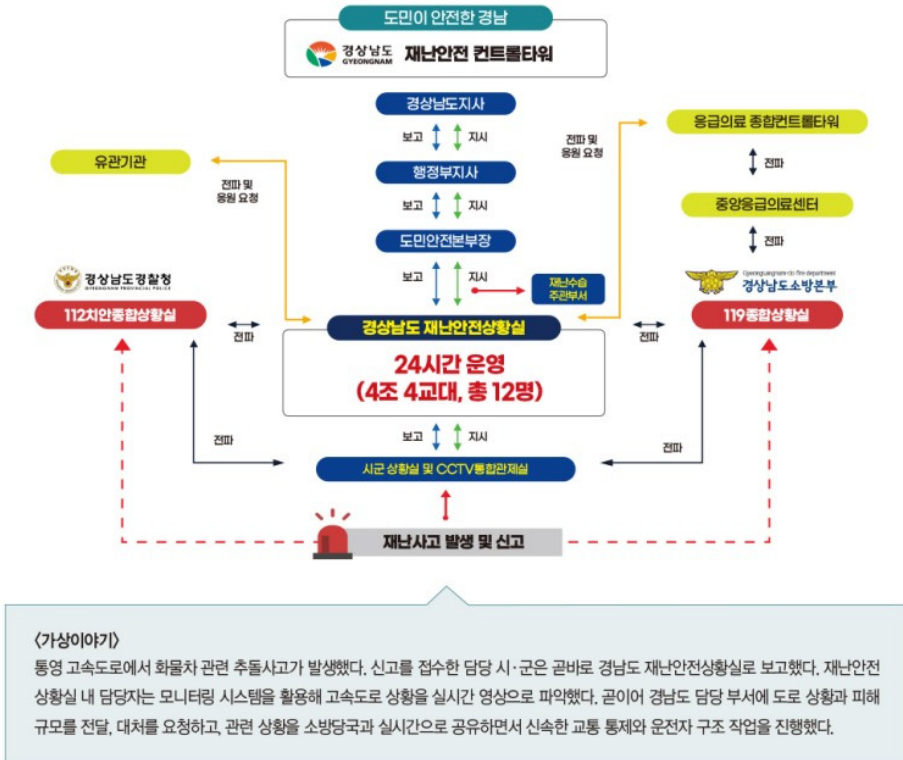 도민이 안전한 경남
경상남도
GYEONGNAM
재난안전 컨트롤타워
경상남도지사
보고
지시
전파 및
응원 요청
응급의료 종합컨트롤타워
전파
유관기관
전파 및
응원 요청
행정부지사
보고
지시
중앙응급의료센터
전파
도민안전본부장
보고
지시
재난수습
주관부서
경상남도경찰청
GYEONGNAM PROVINCIAL POLICE
112치안종합상황실
전파
경상남도 재난안전상황실
24시간 운영
(4조 4교대, 총 12명)
전파
경상남도소방본부
119종합상황실
전파
보고
지시
전파
시군 상황실 및 CCTV통합관제실
재난사고 발생 및 신고
〈가상이야기〉
통영 고속도로에서 화물차 관련 추돌사고가 발생했다. 신고를 접수한 담당 시·군은 곧바로 경남도 재난안전상황실로 보고했다. 재난안전
상황실 내 담당자는 모니터링 시스템을 활용해 고속도로 상황을 실시간 영상으로 파악했다. 곧이어 경남도 담당 부서에 도로 상황과 피해
규모를 전달, 대처를 요청하고, 관련 상황을 소방당국과 실시간으로 공유하면서 신속한 교통 통제와 운전자 구조 작업을 진행했다.